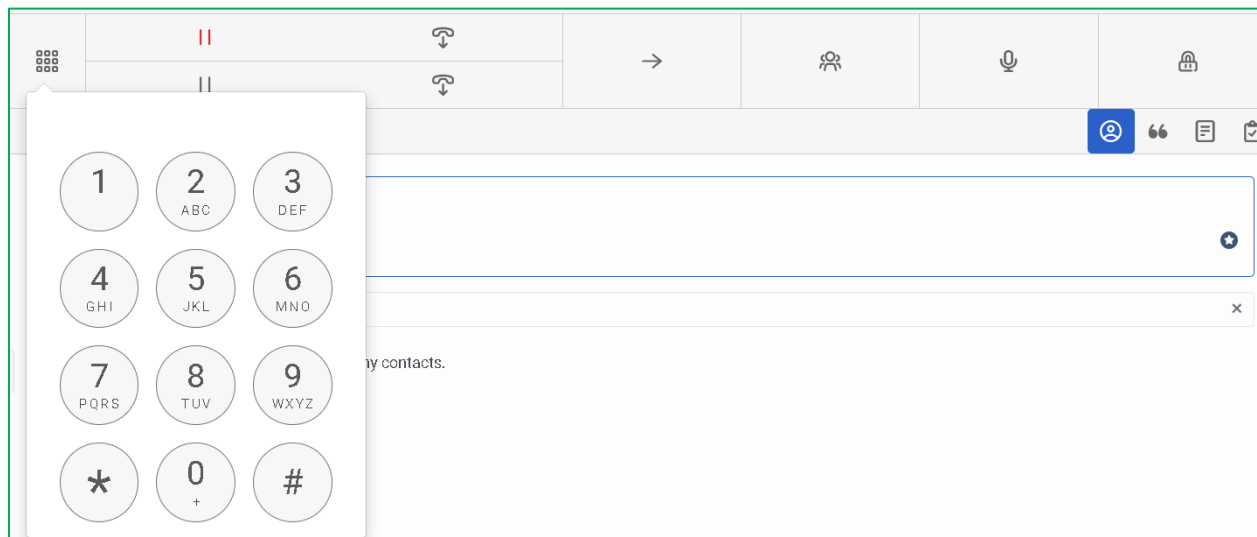 1 2 3
ABC DEF
4 5 6
GHI JKL MNO
7 8 9
PQRS TUV WXYZ
* 0 #
+
contacts.